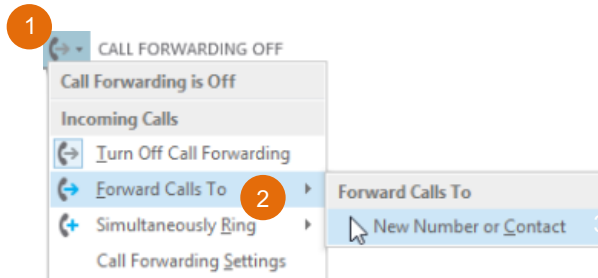 1
CALL FORWARDING OFF
Call Forwarding is Off
Incoming Calls
Turn Off Call Forwarding
Forward Calls To 2
Forward Calls To
Simultaneously Ring
New Number or Contact 3
Call Forwarding Settings